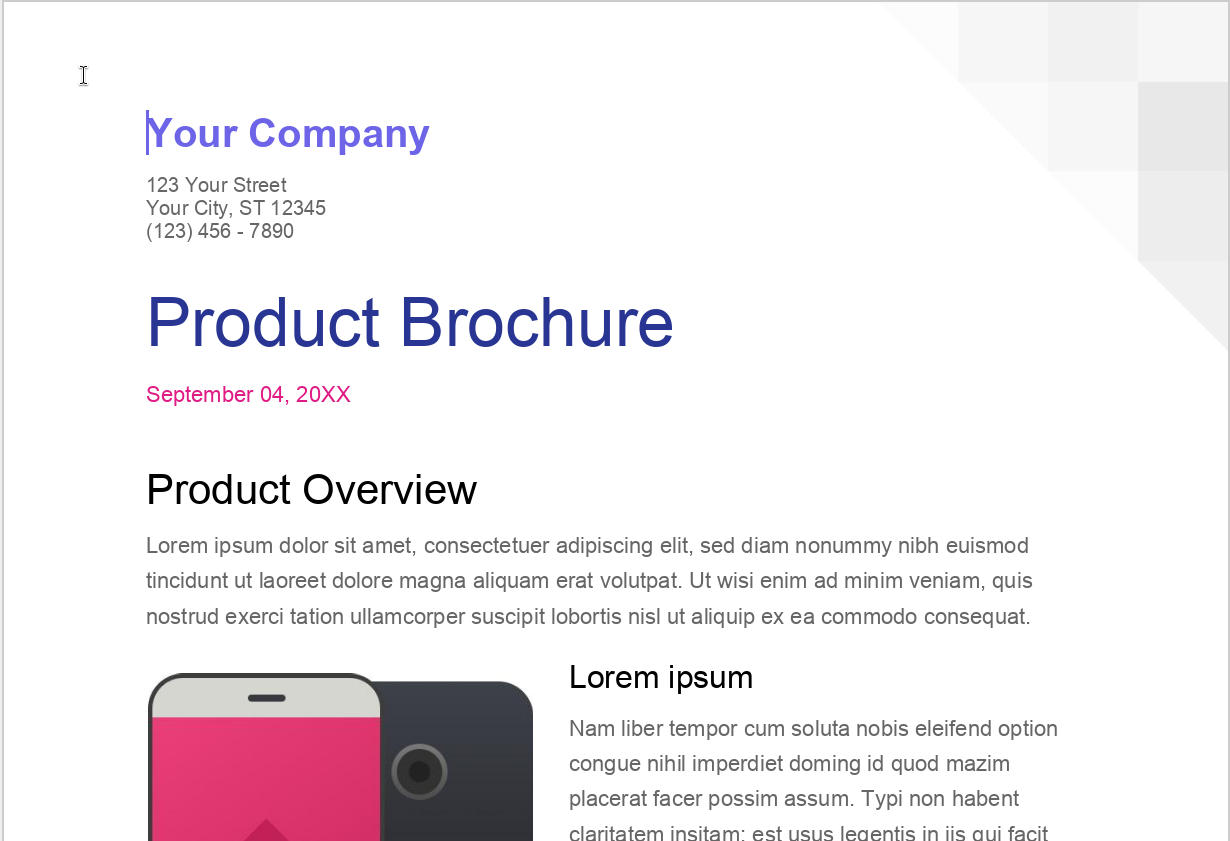 Your Company
123 Your Street
Your City, ST 12345
(123) 456 - 7890
Product Brochure
September 04, 20XX
Product Overview
Lorem ipsum dolor sit amet, consectetuer adipiscing elit, sed diam nonummy nibh euismod
tincidunt ut laoreet dolore magna aliquam erat volutpat. Ut wisi enim ad minim veniam, quis
nostrud exerci tation ullamcorper suscipit lobortis nisl ut aliquip ex ea commodo consequat.
Lorem ipsum
Nam liber tempor cum soluta nobis eleifend option
congue nihil imperdiet doming id quod mazim
placerat facer possim assum. Typi non habent
claritatem insitam; est usus legentis in iis qui facit